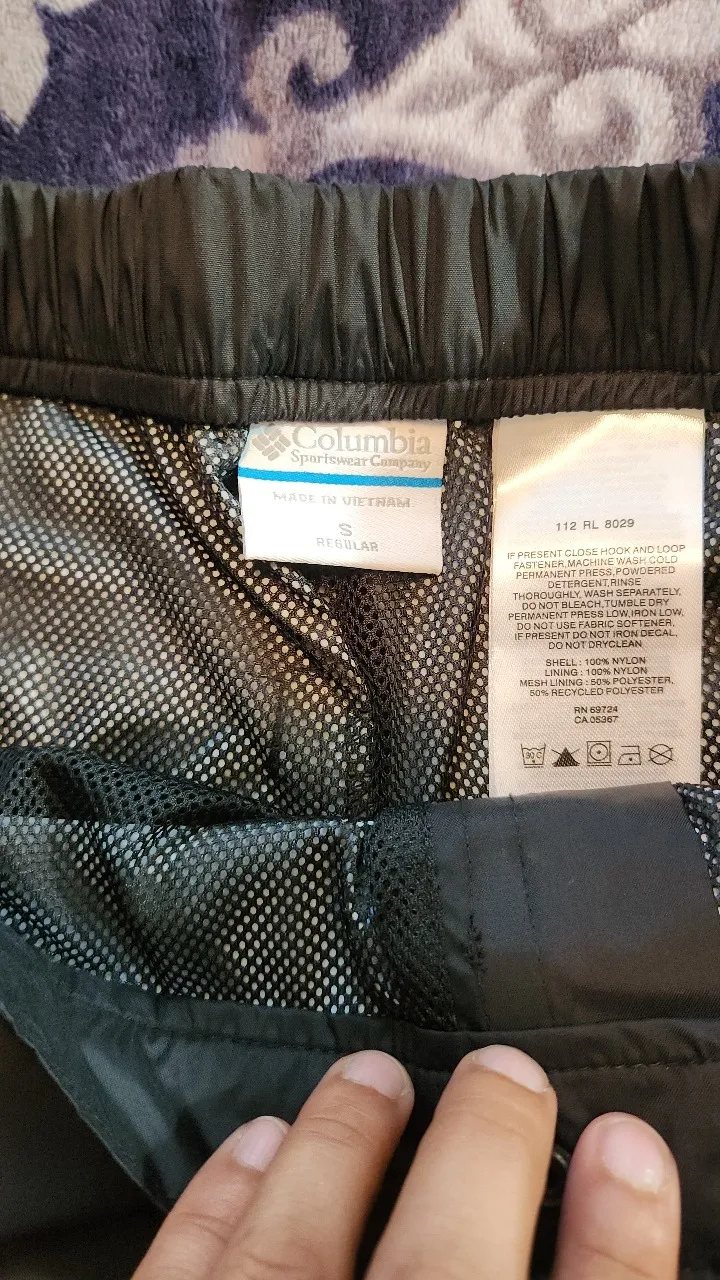 Columbia
Sportswear Company
MADE IN VIETNAM
S
REGULAR
112 RL 8029
IF PRESENT CLOSE HOOK AND LOOP
FASTENER,MACHINE WASH COLD
PERMANENT PRESS,POWDERED
DETERGENT,RINSE
THOROUGHLY, WASH SEPARATELY,
DO NOT BLEACH,TUMBLE DRY
PERMANENT PRESS LOW,IRON LOW,
DO NOT USE FABRIC SOFTENER,
IF PRESENT DO NOT IRON DECAL,
DO NOT DRYCLEAN
SHELL : 100% NYLON
LINING : 100% NYLON
MESH LINING : 50% POLYESTER,
50% RECYCLED POLYESTER
RN 69724
CA 05367
30 C